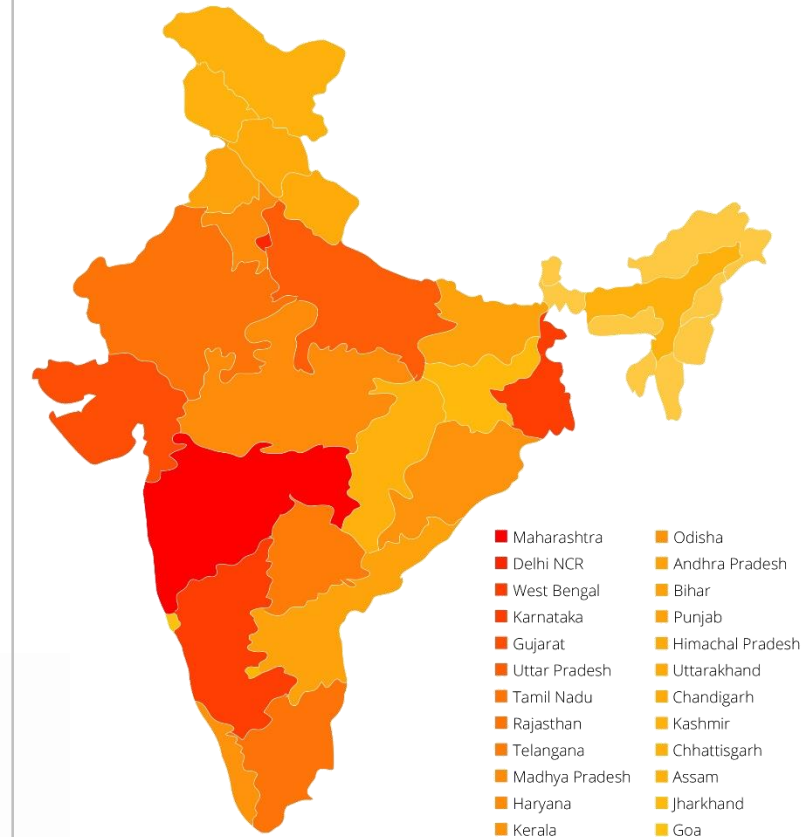 Maharashtra
Delhi NCR
West Bengal
Karnataka
Gujarat
Uttar Pradesh
Tamil Nadu
Rajasthan
Telangana
Madhya Pradesh
Haryana
Kerala
Odisha
Andhra Pradesh
Bihar
Punjab
Himachal Pradesh
Uttarakhand
Chandigarh
Kashmir
Chhattisgarh
Assam
Jharkhand
Goa